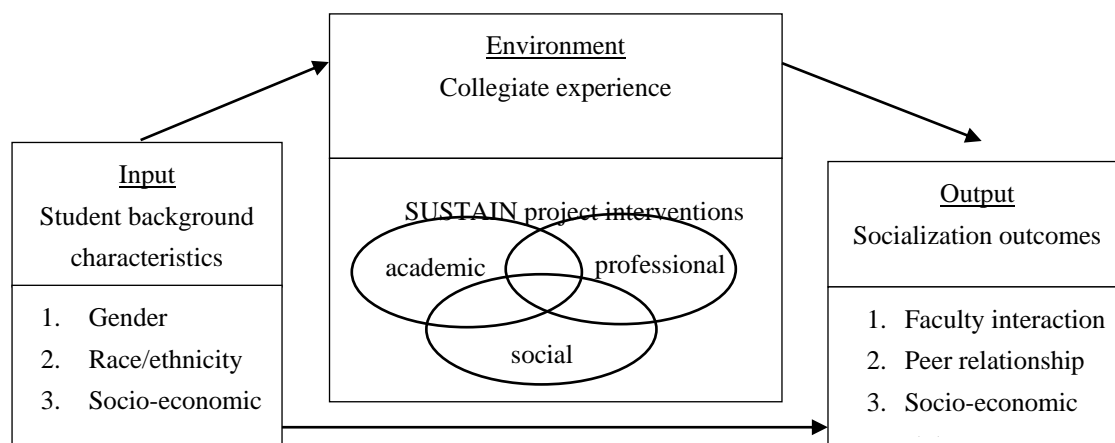 Environment
Collegiate experience
Input
Student background
characteristics
SUSTAIN project interventions
academic
professional
social
Output
Socialization outcomes
1. Gender
2. Race/ethnicity
3. Socio-economic
1. Faculty interaction
2. Peer relationship
3. Socio-economic